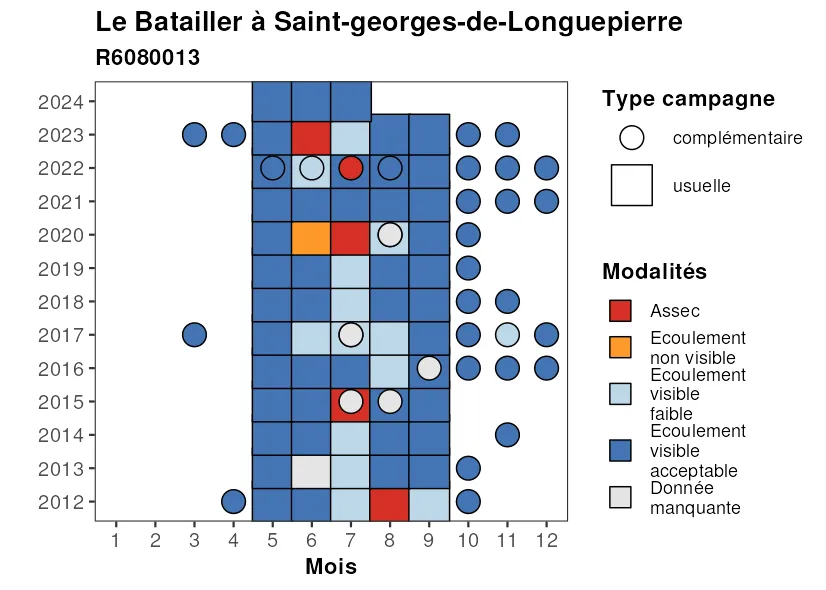 Le Batailler à Saint-georges-de-Longuepierre
R6080013
2024
2023
2022
2021
2020
2019
2018
2017
2016
2015
2014
2013
2012
1 2 3 4 5 6 7 8 9 10 11 12
Mois
Type campagne
complémentaire
usuelle
Modalités
Assec
Ecoulement
non visible
Ecoulement
visible
faible
Ecoulement
visible
acceptable
Donnée
manquante